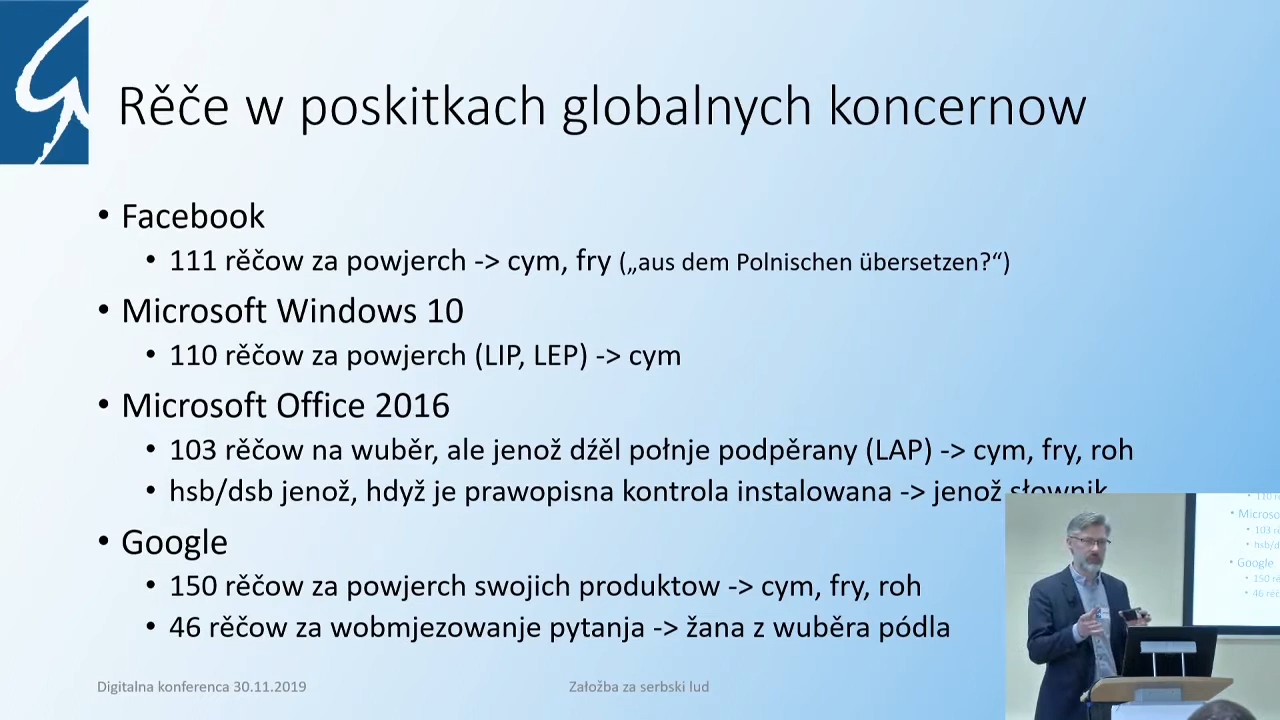 Rěče w poskitkach globalnych koncernow
• Facebook
• 111 rěčow za powjerch -> cym, fry („aus dem Polnischen übersetzen?“)
• Microsoft Windows 10
• 110 rěčow za powjerch (LIP, LEP) -> cym
• Microsoft Office 2016
• 103 rěčow na wuběr, ale jenož dźěl połnje podpěrany (LAP) -> cym, fry, roh
• hsb/dsb jenož, hdyž je prawopisna kontrola instalowana -> jenož słownik
• Google
• 150 rěčow za powjerch swojich produktow -> cym, fry, roh
• 46 rěčow za wobmjezowanje pytanja -> žana z wuběra pódla
Digitalna konferenca 30.11.2019
Załožba za serbski lud
• Google